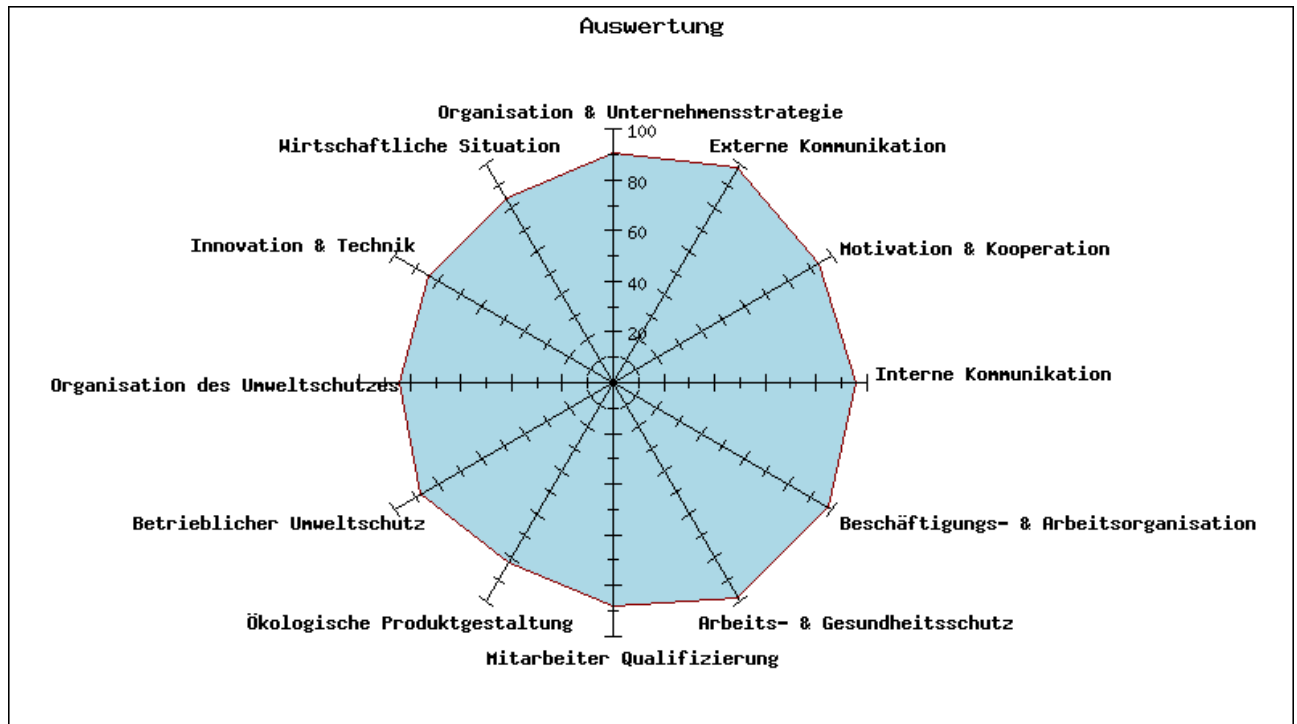 Auswertung
Organisation & Unternehmensstrategie
100
Wirtschaftliche Situation
Externe Kommunikation
80
60
Innovation & Technik
Motivation & Kooperation
40
20
Organisation des Umweltschutzes
Interne Kommunikation
Betrieblicher Umweltschutz
Beschäftigungs- & Arbeitsorganisation
Ökologische Produktgestaltung
Arbeits- & Gesundheitsschutz
Mitarbeiter Qualifizierung